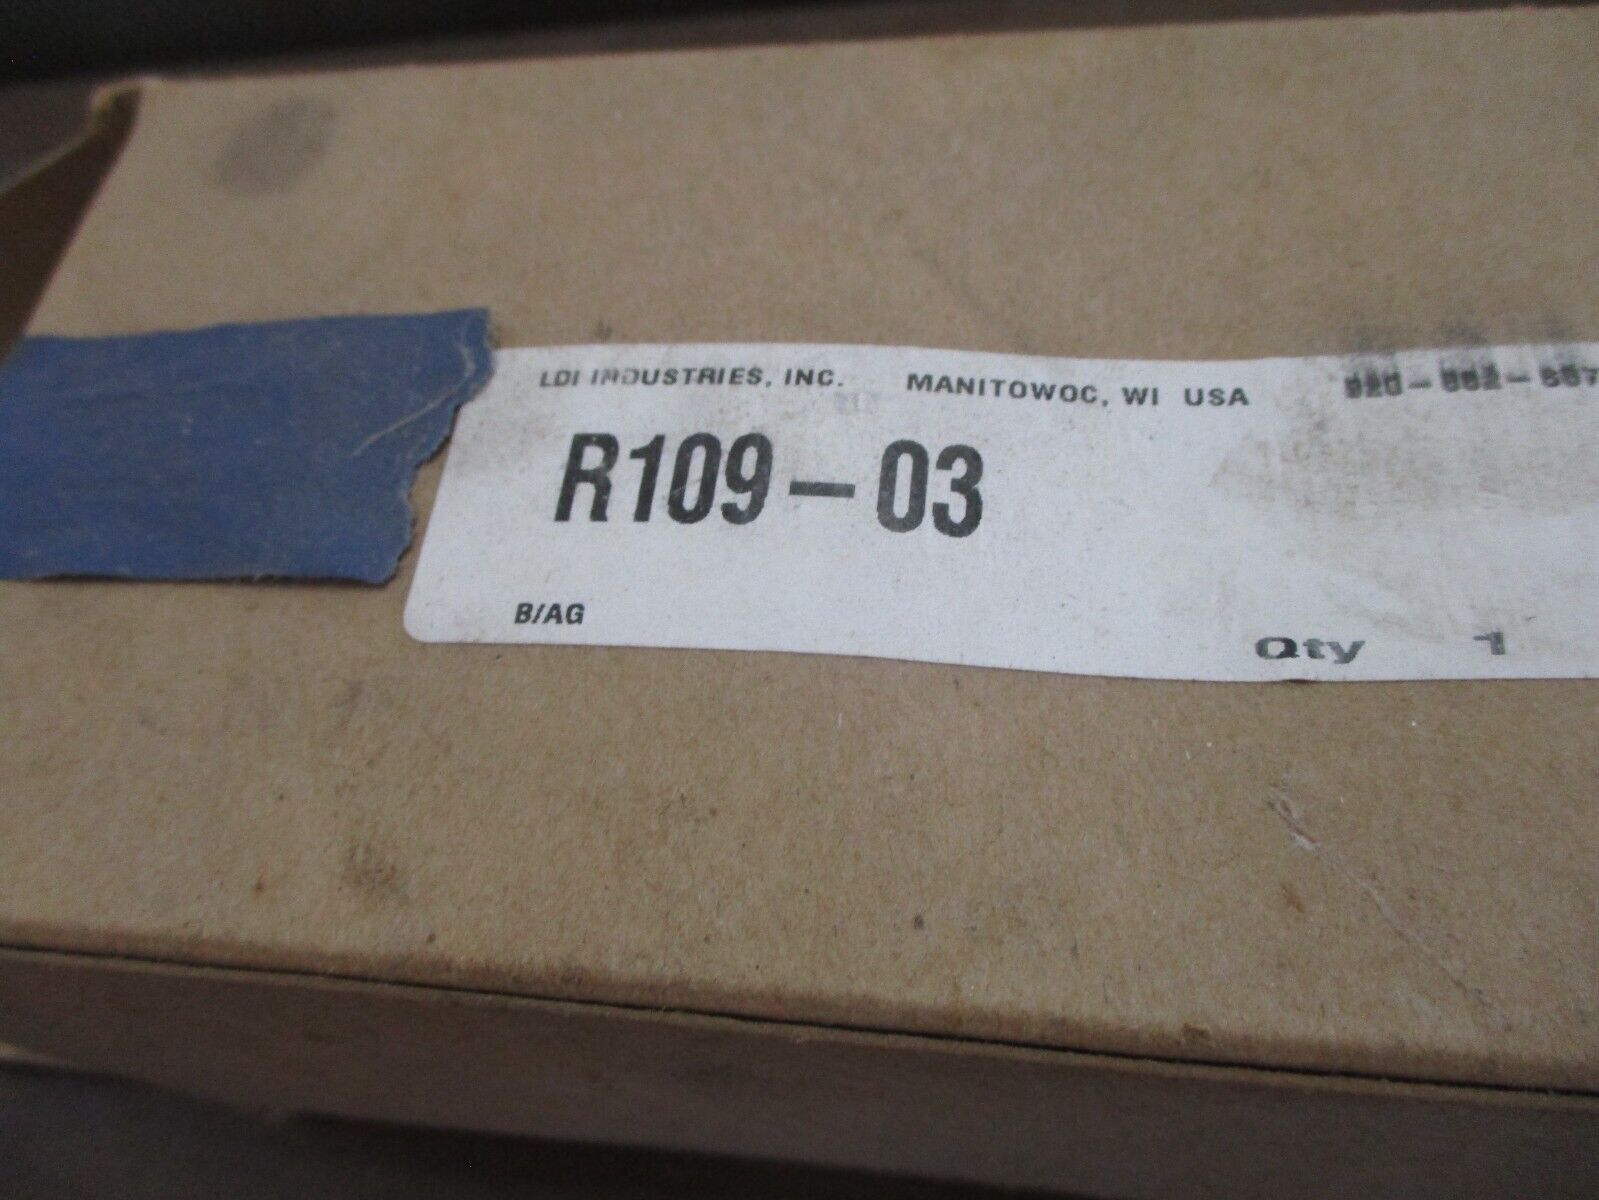 LDI INDUSTRIES, INC. MANITOWOC, WI USA
R109-03
B/AG
Qty 1